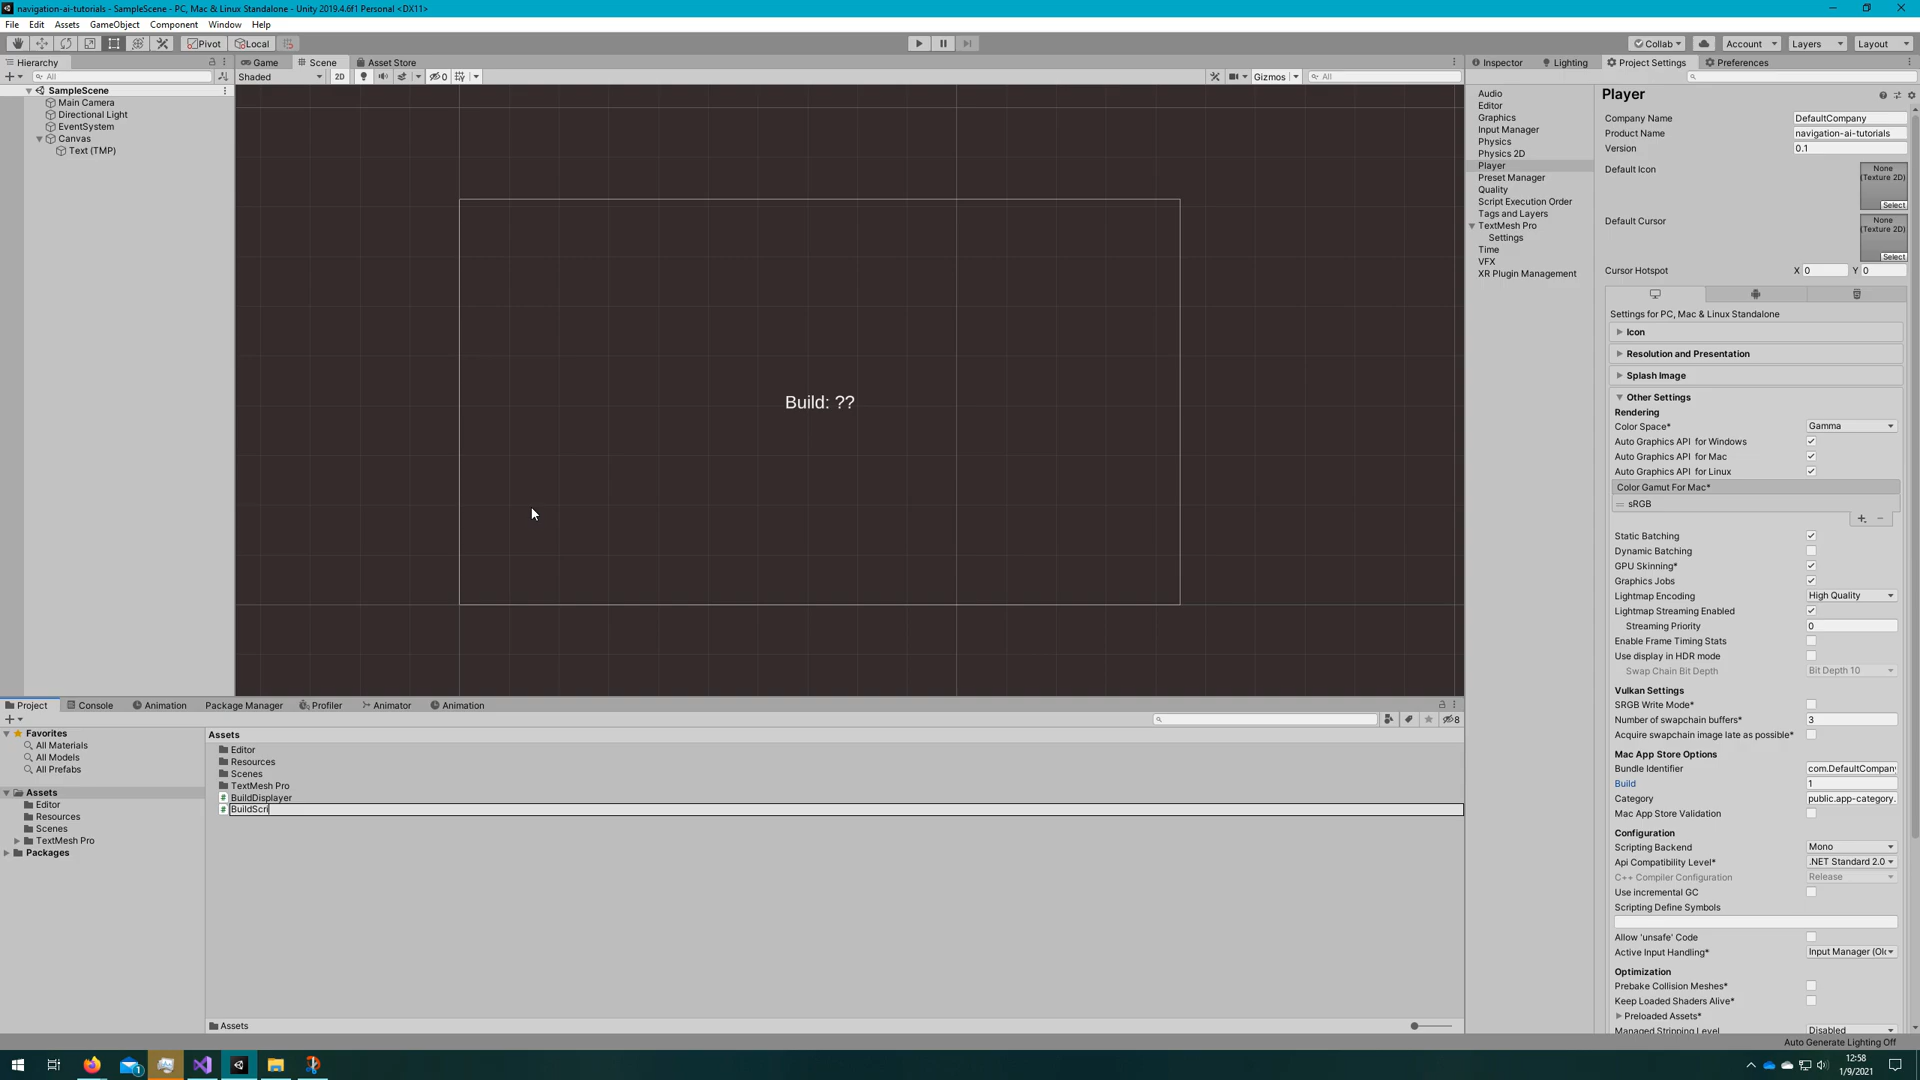 navigation-ai-tutorials - SampleScene - PC, Mac & Linux Standalone - Unity 2019.4.6f1 Personal <DX11>
File Edit Assets GameObject Component Window Help
Pivot Local Collab Account Layers Layout
Hierarchy Game Scene Asset Store Inspector Lighting Project Settings Preferences
All Shaded 2D 0 Gizmos All
SampleScene
Main Camera
Directional Light
EventSystem
Canvas
Text (TMP)
Build: ??
Audio
Editor
Graphics
Input Manager
Physics
Physics 2D
Player
Preset Manager
Quality
Script Execution Order
Tags and Layers
TextMesh Pro
Settings
Time
VFX
XR Plugin Management
Player
Company Name DefaultCompany
Product Name navigation-ai-tutorials
Version 0.1
Default Icon None (Texture 2D) Select
Default Cursor None (Texture 2D) Select
Cursor Hotspot X 0 Y 0
Settings for PC, Mac & Linux Standalone
Icon
Resolution and Presentation
Splash Image
Other Settings
Rendering
Color Space* Gamma
Auto Graphics API for Windows
Auto Graphics API for Mac
Auto Graphics API for Linux
Color Gamut For Mac*
sRGB
Static Batching
Dynamic Batching
GPU Skinning*
Graphics Jobs
Lightmap Encoding High Quality
Lightmap Streaming Enabled
Streaming Priority 0
Enable Frame Timing Stats
Use display in HDR mode
Swap Chain Bit Depth Bit Depth 10
Vulkan Settings
SRGB Write Mode*
Number of swapchain buffers* 3
Acquire swapchain image late as possible*
Mac App Store Options
Bundle Identifier com.DefaultCompany
Build 1
Category public.app-category.
Mac App Store Validation
Configuration
Scripting Backend Mono
Api Compatibility Level* .NET Standard 2.0
C++ Compiler Configuration Release
Use incremental GC
Scripting Define Symbols
Allow 'unsafe' Code
Active Input Handling* Input Manager (Ol
Optimization
Prebake Collision Meshes*
Keep Loaded Shaders Alive*
Preloaded Assets*
Managed Stripping Level Disabled
Auto Generate Lighting Off
Project Console Animation Package Manager Profiler Animator Animation
8
Favorites
All Materials
All Models
All Prefabs
Assets
Editor
Resources
Scenes
TextMesh Pro
Packages
Assets
Editor
Resources
Scenes
TextMesh Pro
BuildDisplayer
BuildScri
Assets
1
12:58
1/9/2021